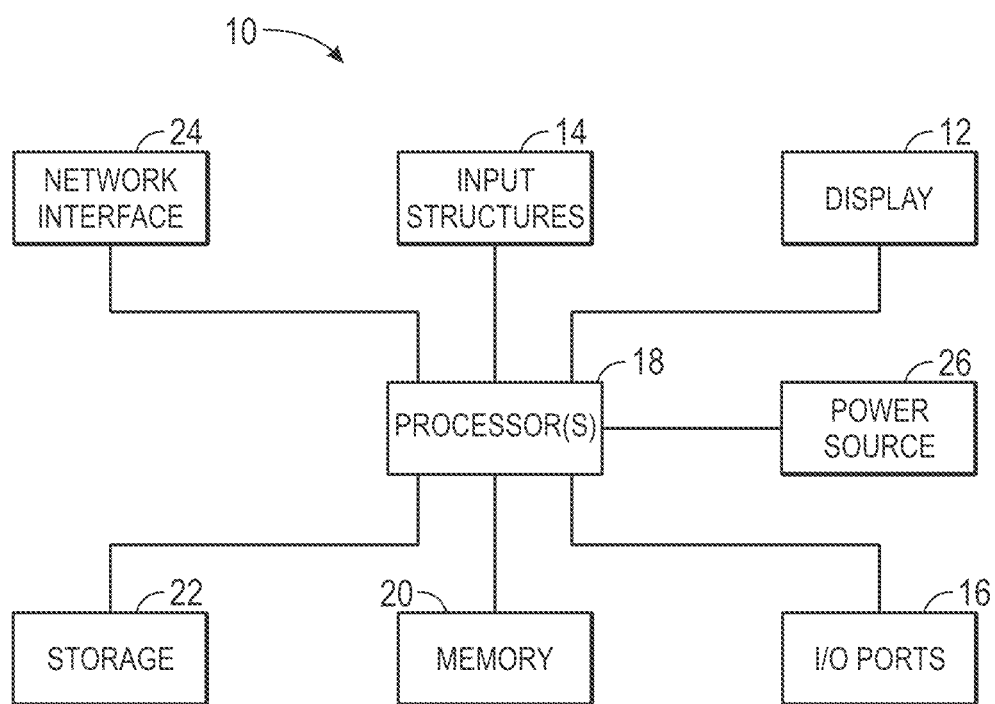 10
24
NETWORK
INTERFACE
14
INPUT
STRUCTURES
12
DISPLAY
18
PROCESSOR(S)
26
POWER
SOURCE
22
STORAGE
20
MEMORY
16
I/O PORTS